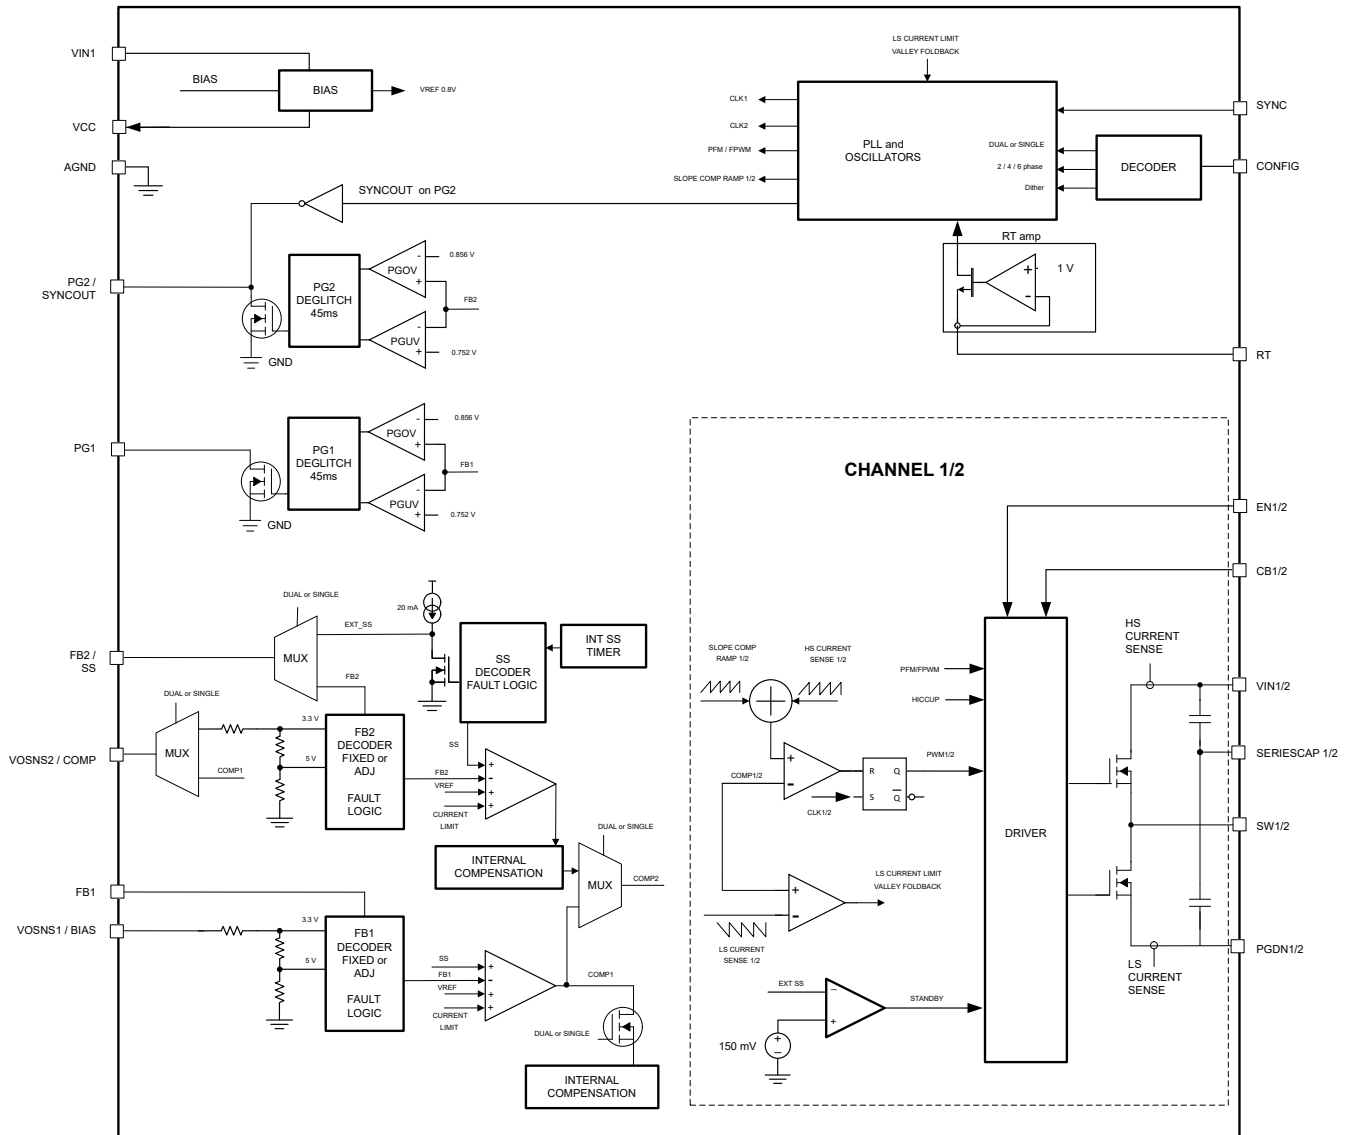 VIN1
BIAS
BIAS
VREF 0.8V
VCC
AGND
SYNCOUT on PG2
LS CURRENT LIMIT
VALLEY FOLDBACK
CLK1
CLK2
PFM / FPWM
SLOPE COMP RAMP 1/2
PLL and
OSCILLATORS
DUAL or SINGLE
2 / 4 / 6 phase
Dither
DECODER
SYNC
CONFIG
RT amp
+
-
1 V
RT
PG2 /
SYNCOUT
PG2
DEGLITCH
45ms
PGOV
-
+
0.856 V
FB2
PGUV
-
+
0.752 V
GND
PG1
PG1
DEGLITCH
45ms
PGOV
-
+
0.856 V
FB1
PGUV
-
+
0.752 V
GND
FB2 /
SS
DUAL or SINGLE
MUX
EXT_SS
FB2
20 mA
SS
DECODER
FAULT LOGIC
INT SS
TIMER
VOSNS2 / COMP
DUAL or SINGLE
MUX
COMP1
3.3 V
5 V
FB2
DECODER
FIXED or
ADJ
FAULT
LOGIC
SS
FB2
VREF
CURRENT
LIMIT
+
-
+
+
INTERNAL
COMPENSATION
DUAL or SINGLE
MUX
COMP2
FB1
VOSNS1 / BIAS
3.3 V
5 V
FB1
DECODER
FIXED or
ADJ
FAULT
LOGIC
SS
FB1
VREF
CURRENT
LIMIT
+
-
+
+
COMP1
DUAL or SINGLE
INTERNAL
COMPENSATION
CHANNEL 1/2
SLOPE COMP
RAMP 1/2
HS CURRENT
SENSE 1/2
COMP1/2
+
-
R
Q
S
Q
CLK1/2
PWM1/2
PFM/FPWM
HICCUP
LS CURRENT LIMIT
VALLEY FOLDBACK
+
-
LS CURRENT
SENSE 1/2
EXT SS
-
+
STANDBY
150 mV
+
-
DRIVER
EN1/2
CB1/2
HS
CURRENT
SENSE
VIN1/2
SERIESCAP 1/2
SW1/2
PGDN1/2
LS
CURRENT
SENSE